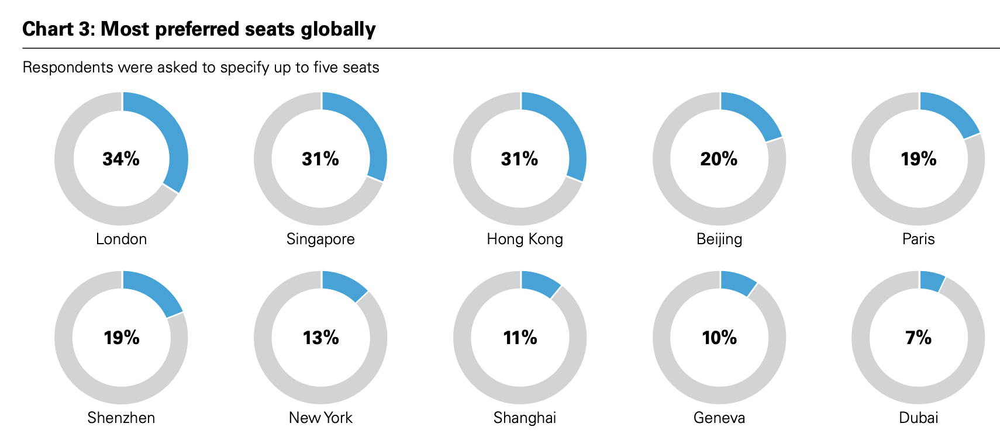 Chart 3: Most preferred seats globally
Respondents were asked to specify up to five seats
34%
31%
31%
20%
19%
London
Singapore
Hong Kong
Beijing
Paris
19%
13%
11%
10%
7%
Shenzhen
New York
Shanghai
Geneva
Dubai